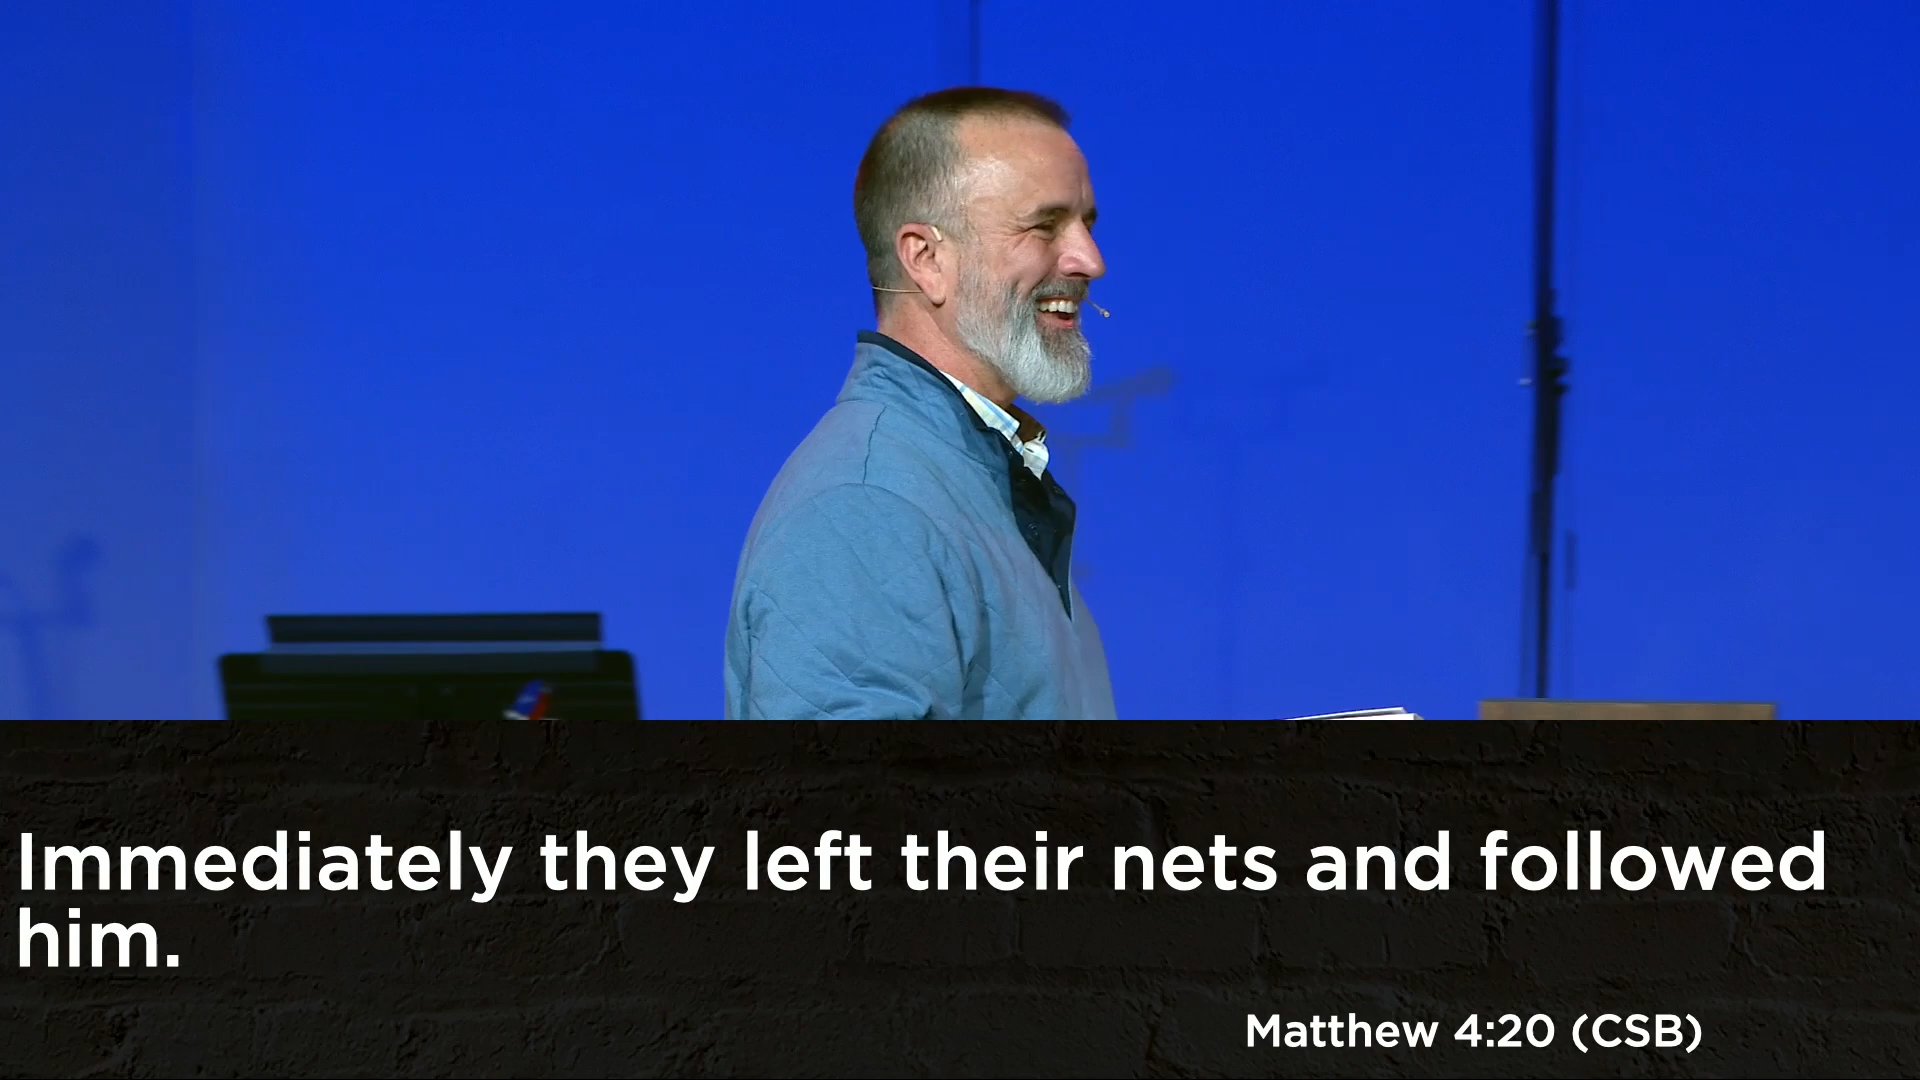 Immediately they left their nets and followed
him.
Matthew 4:20 (CSB)